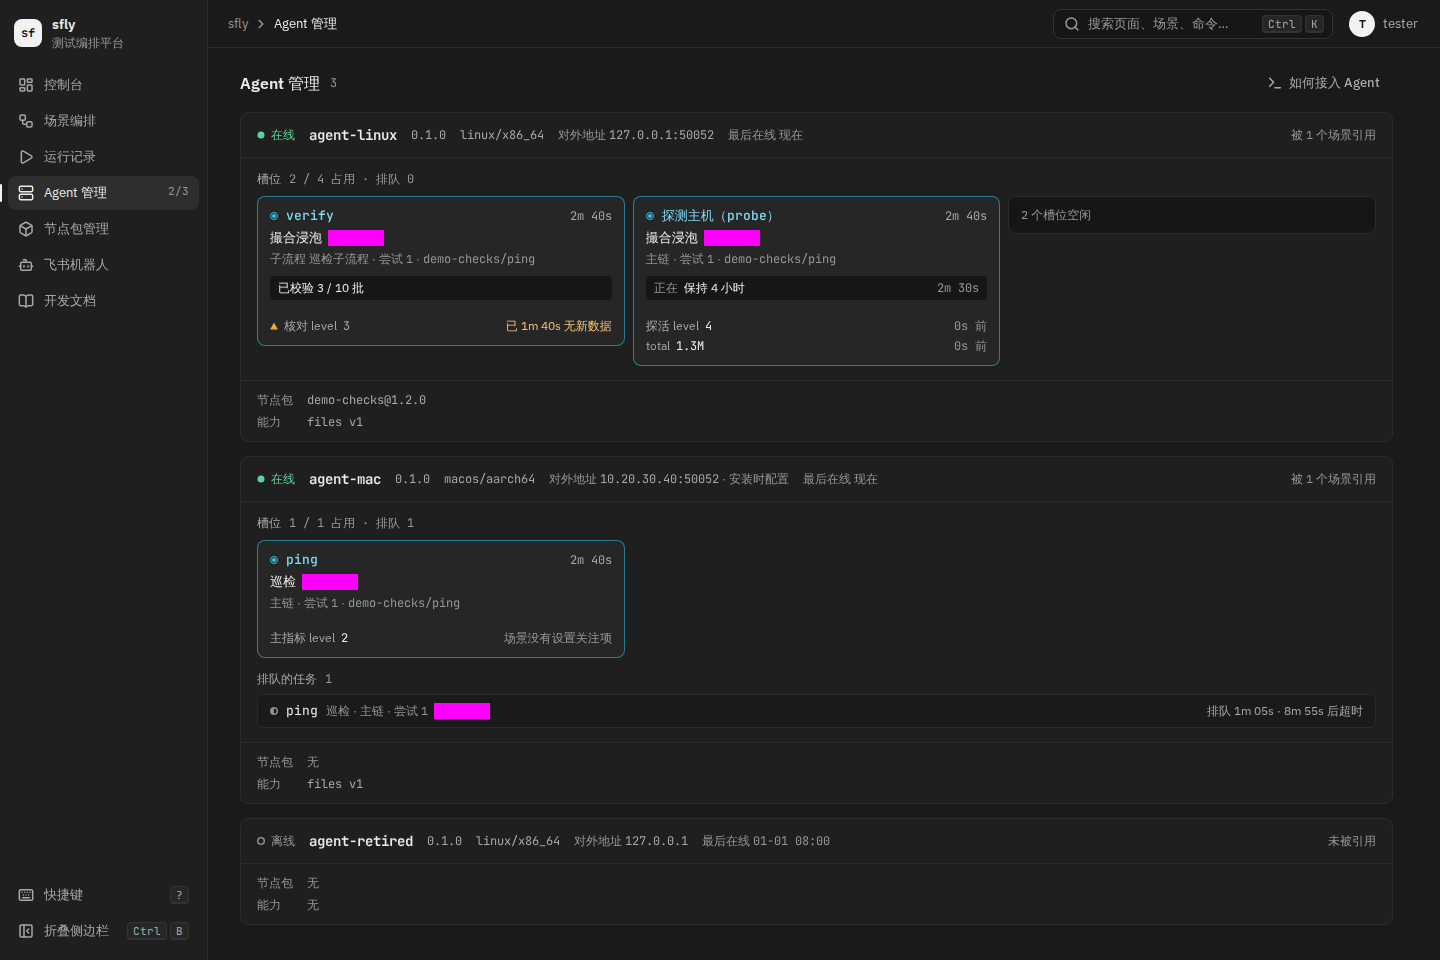 sf
sfly
测试编排平台
控制台
场景编排
运行记录
Agent 管理 2/3
节点包管理
飞书机器人
开发文档
快捷键 ?
折叠侧边栏 Ctrl B
sfly > Agent 管理
搜索页面、场景、命令... Ctrl K
T tester
Agent 管理 3
如何接入 Agent
在线 agent-linux 0.1.0 linux/x86_64 对外地址 127.0.0.1:50052 最后在线 现在 被 1 个场景引用
槽位 2 / 4 占用 · 排队 0
verify 2m 40s
撮合浸泡
子流程 巡检子流程 · 尝试 1 · demo-checks/ping
已校验 3 / 10 批
核对 level 3 已 1m 40s 无新数据
探测主机（probe） 2m 40s
撮合浸泡
主链 · 尝试 1 · demo-checks/ping
正在 保持 4 小时 2m 30s
探活 level 4 0s 前
total 1.3M 0s 前
2 个槽位空闲
节点包 demo-checks@1.2.0
能力 files v1
在线 agent-mac 0.1.0 macos/aarch64 对外地址 10.20.30.40:50052 · 安装时配置 最后在线 现在 被 1 个场景引用
槽位 1 / 1 占用 · 排队 1
ping 2m 40s
巡检
主链 · 尝试 1 · demo-checks/ping
主指标 level 2 场景没有设置关注项
排队的任务 1
ping 巡检 · 主链 · 尝试 1 排队 1m 05s · 8m 55s 后超时
节点包 无
能力 files v1
离线 agent-retired 0.1.0 linux/x86_64 对外地址 127.0.0.1 最后在线 01-01 08:00 未被引用
节点包 无
能力 无